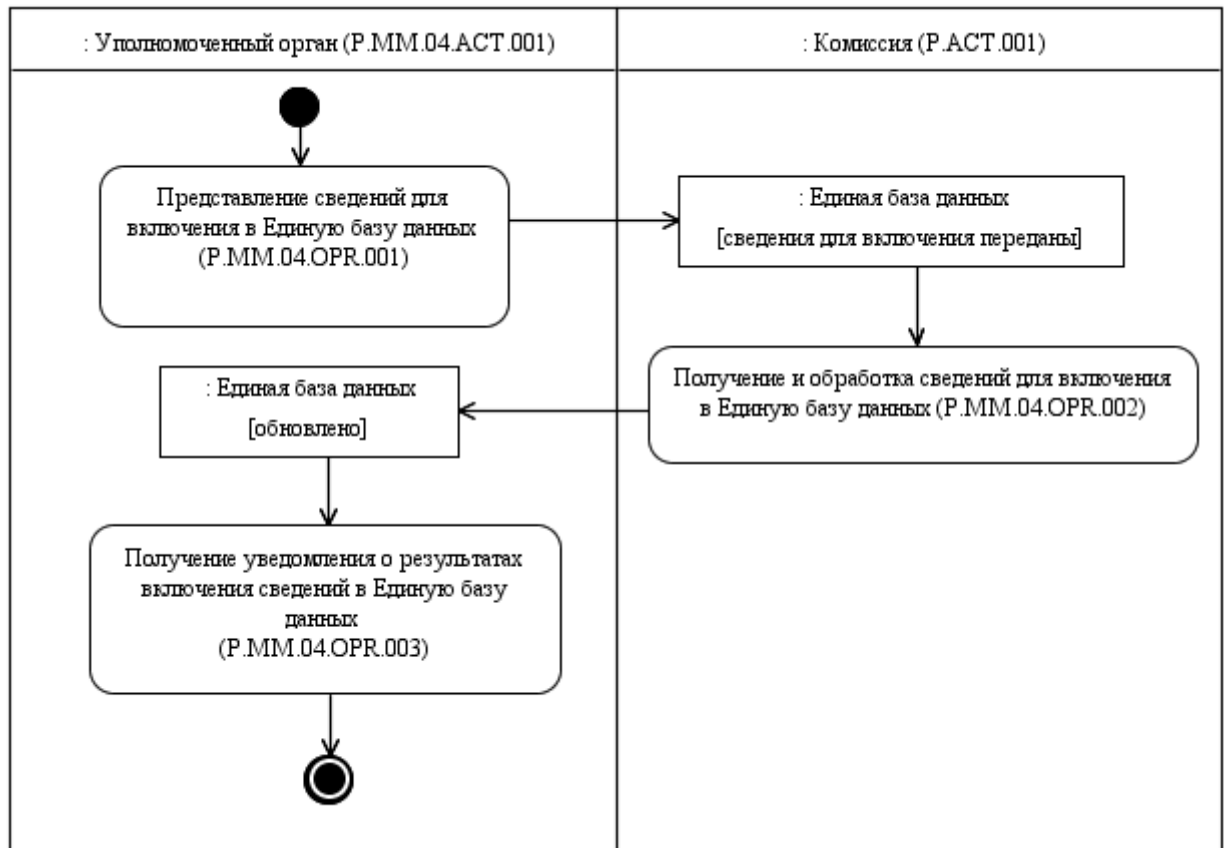 : Уполномоченный орган (P.MM.04.ACT.001)
: Комиссия (P.ACT.001)
Представление сведений для
включения в Единую базу данных
(P.MM.04.OPR.001)
: Единая база данных
[сведения для включения переданы]
Получение и обработка сведений для включения
в Единую базу данных (P.MM.04.OPR.002)
: Единая база данных
[обновлено]
Получение уведомления о результатах
включения сведений в Единую базу
данных
(P.MM.04.OPR.003)